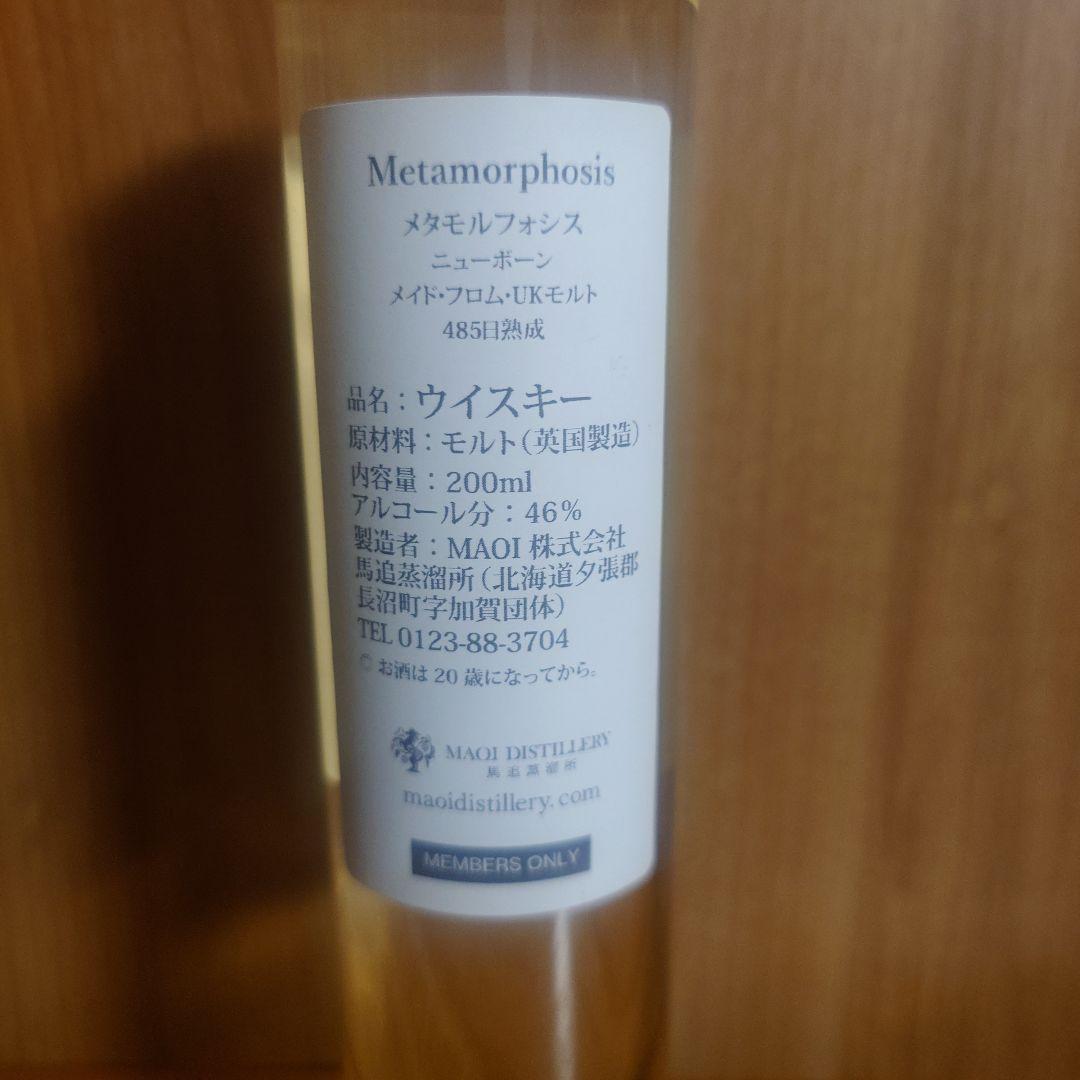 Metamorphosis
メタモルフォシス
ニューボーン
メイド・フロム・UKモルト
485日熟成
品名：ウイスキー
原材料：モルト（英国製造）
内容量：200ml
アルコール分：46%
製造者：MAOI 株式会社
馬追蒸溜所（北海道夕張郡
長沼町字加賀団体）
TEL 0123-88-3704
お酒は 20 歳になってから。
MAOI DISTILLERY
馬追蒸溜所
maoidistillery.com
MEMBERS ONLY